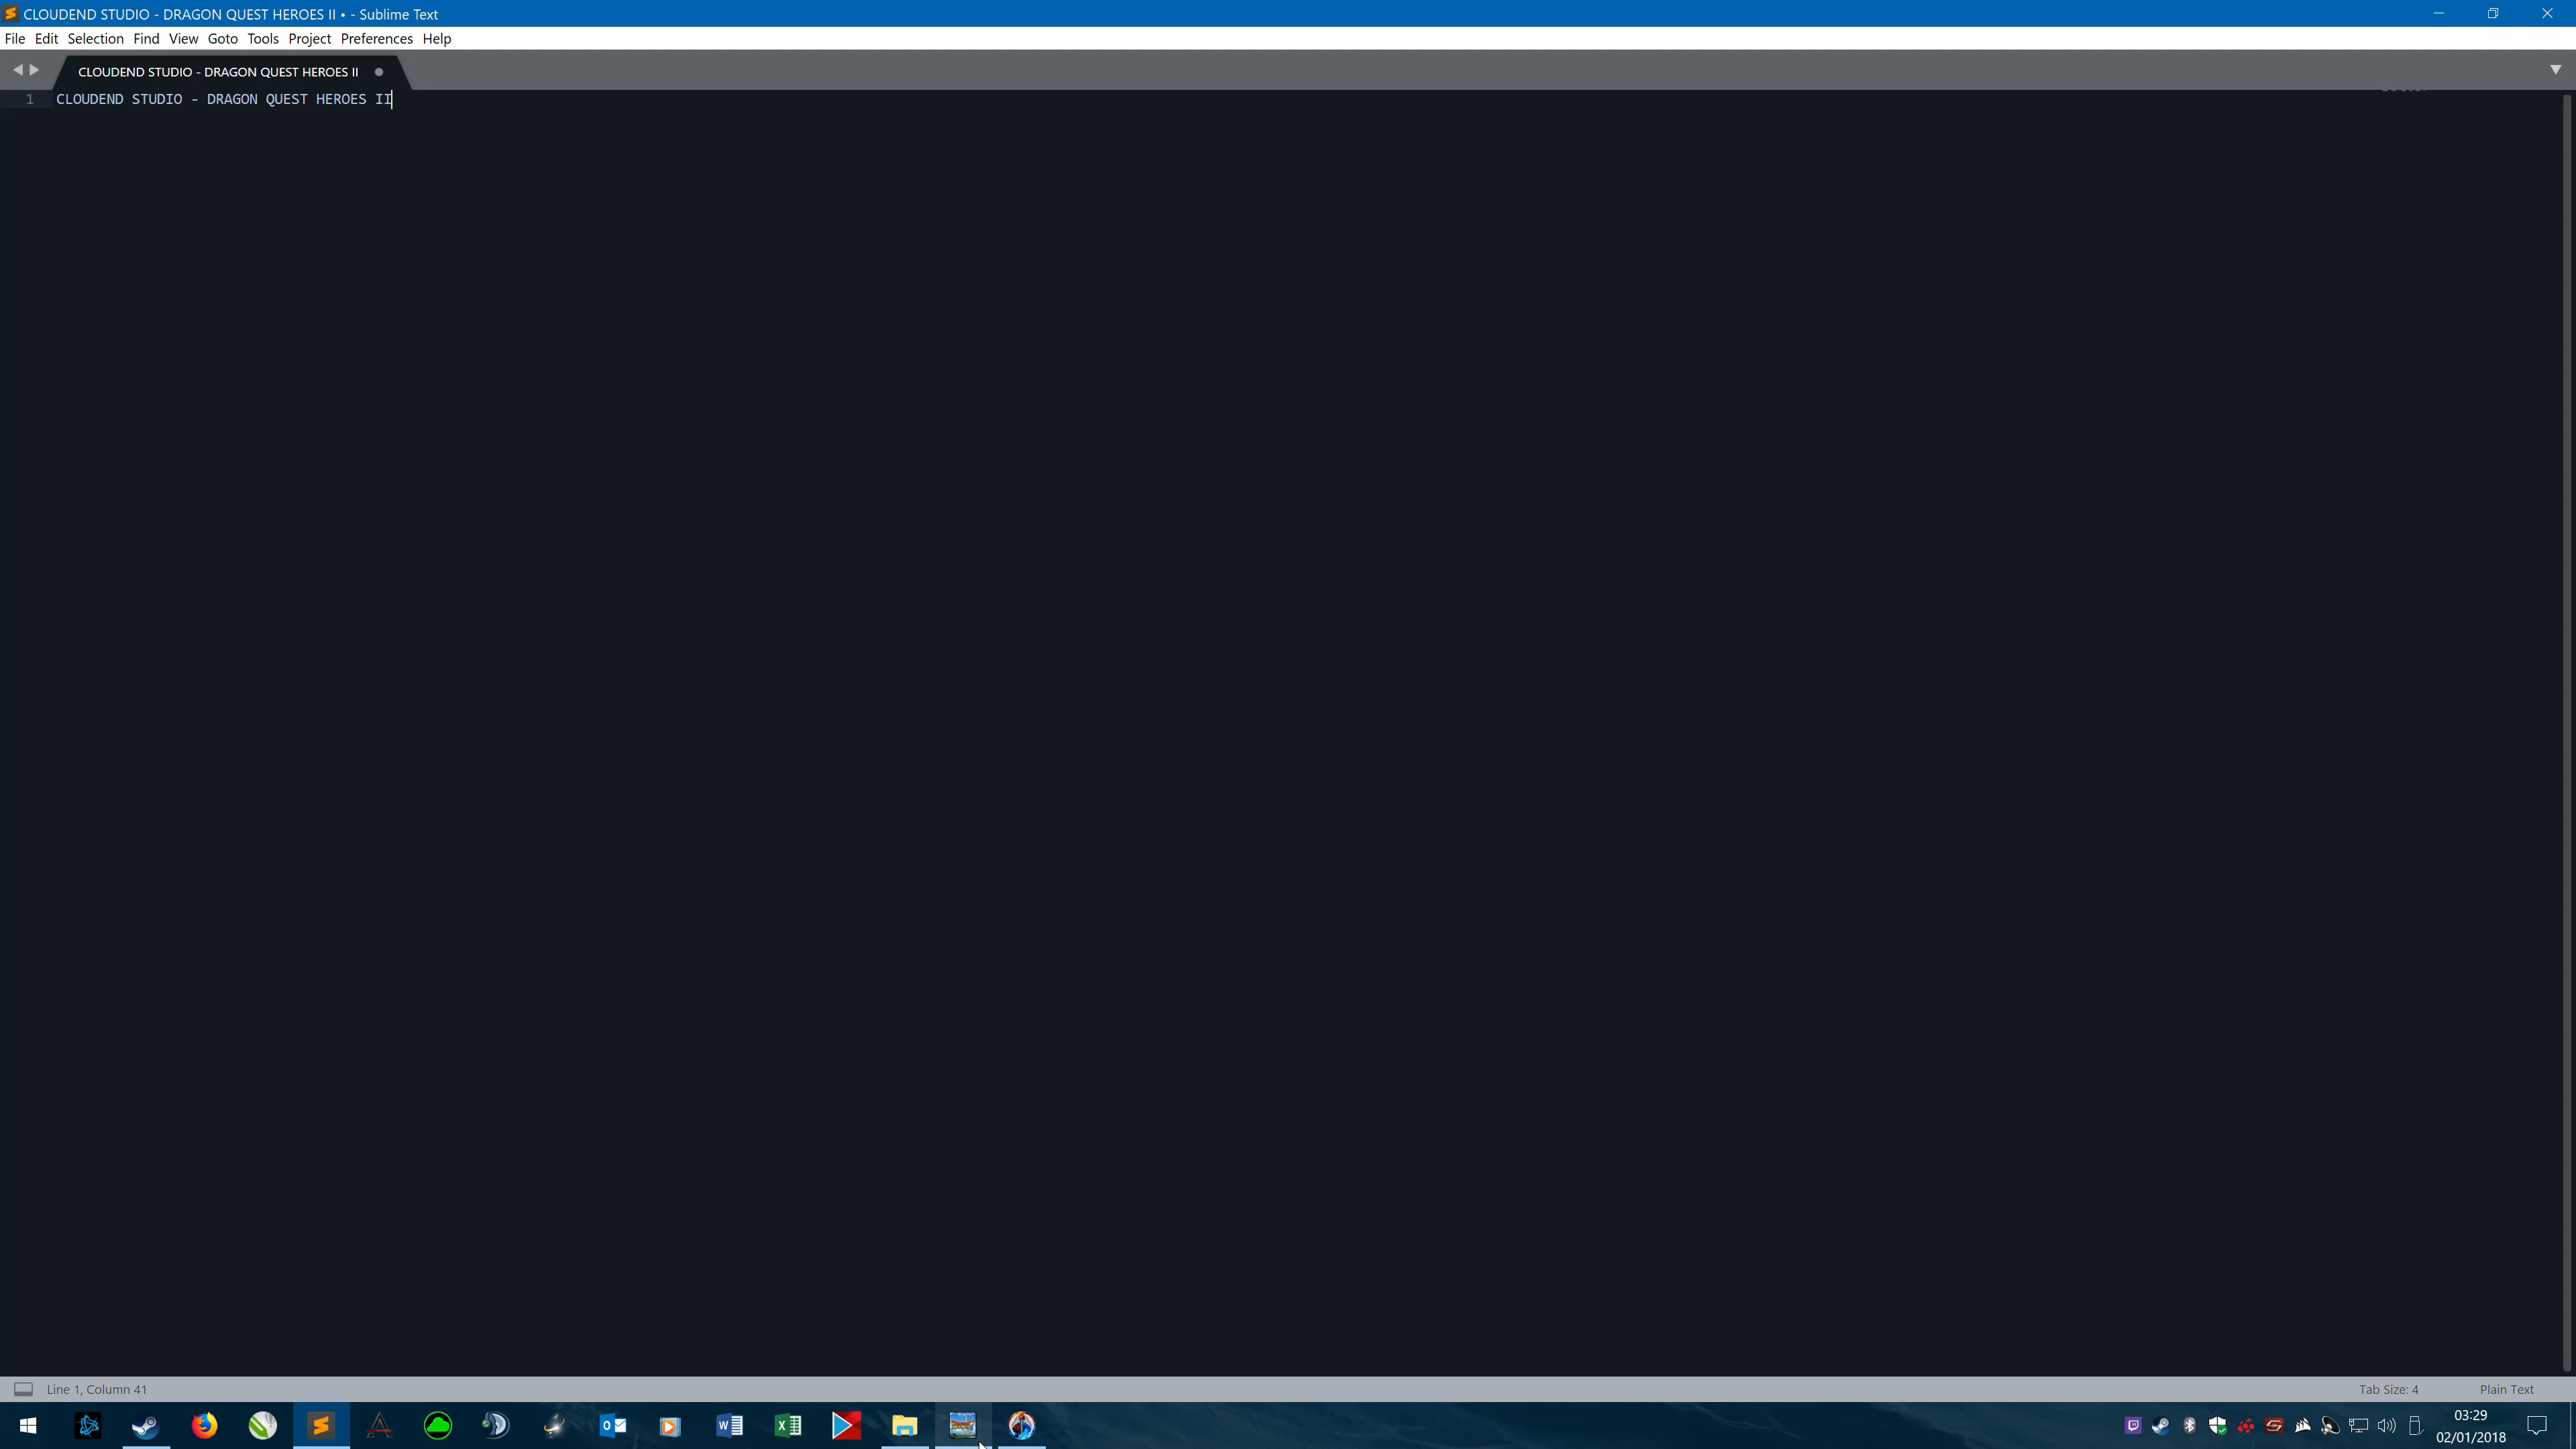 CLOUDEND STUDIO - DRAGON QUEST HEROES II • - Sublime Text
File Edit Selection Find View Goto Tools Project Preferences Help
CLOUDEND STUDIO - DRAGON QUEST HEROES II
1 CLOUDEND STUDIO - DRAGON QUEST HEROES II
Line 1, Column 41 Tab Size: 4 Plain Text
03:29
02/01/2018